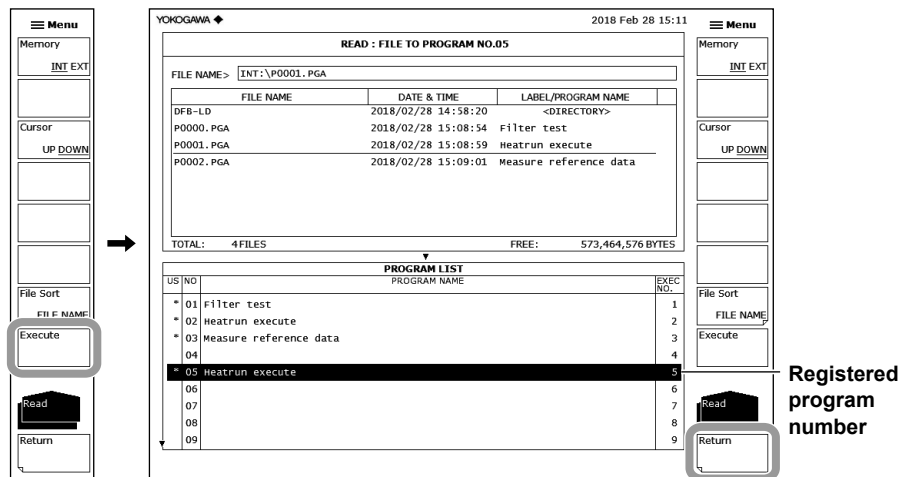 Menu
Memory
INT EXT
Cursor
UP DOWN
File Sort
FILE NAME
Execute
Read
Return
YOKOGAWA 2018 Feb 28 15:11
READ : FILE TO PROGRAM NO.05
FILE NAME> INT:\P0001.PGA
FILE NAME DATE & TIME LABEL/PROGRAM NAME
DFB-LD 2018/02/28 14:58:20 <DIRECTORY>
P0000.PGA 2018/02/28 15:08:54 Filter test
P0001.PGA 2018/02/28 15:08:59 Heatrun execute
P0002.PGA 2018/02/28 15:09:01 Measure reference data
TOTAL: 4FILES FREE: 573,464,576 BYTES
PROGRAM LIST
US NO PROGRAM NAME EXEC NO.
* 01 Filter test 1
* 02 Heatrun execute 2
* 03 Measure reference data 3
04 4
* 05 Heatrun execute 5
06 6
07 7
08 8
09 9
Menu
Memory
INT EXT
Cursor
UP DOWN
File Sort
FILE NAME
Execute
Read
Return
Registered
program
number